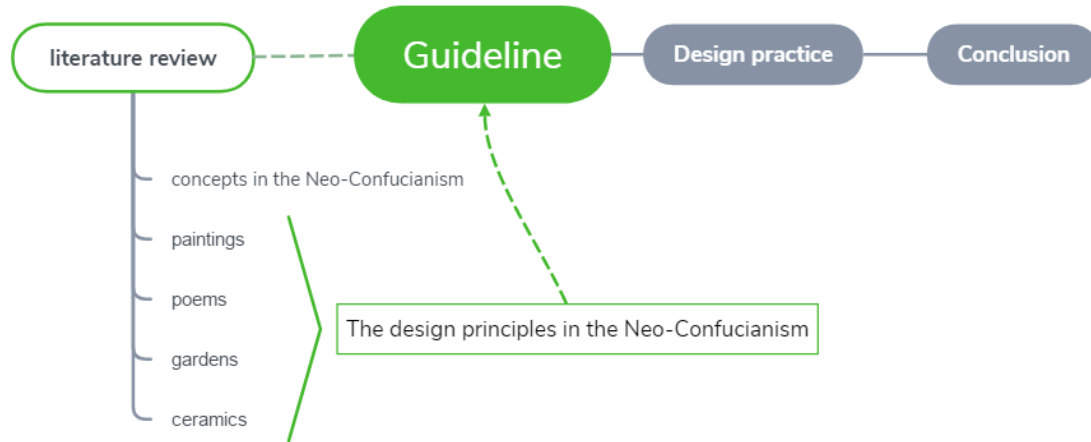 literature review
Guideline
Design practice
Conclusion
concepts in the Neo-Confucianism
paintings
poems
gardens
ceramics
The design principles in the Neo-Confucianism